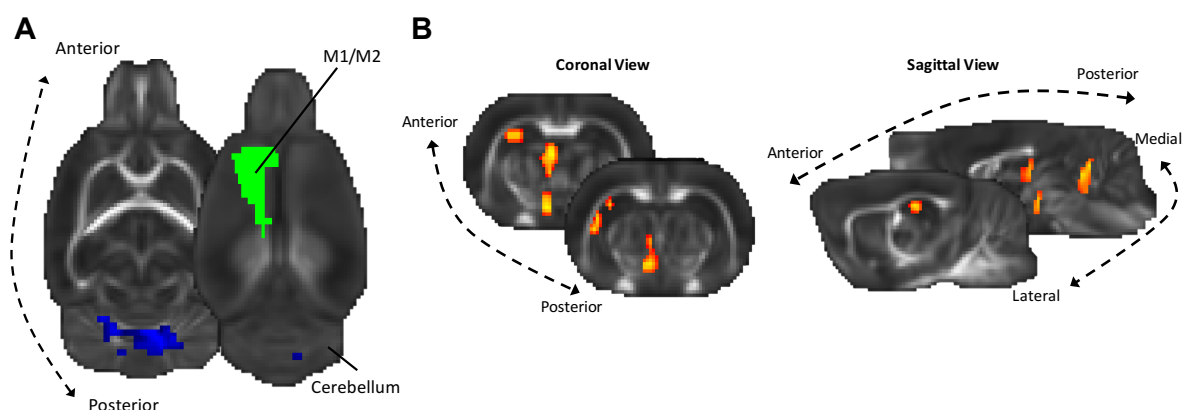 A
Anterior
M1/M2
Cerebellum
Posterior
B
Coronal View
Anterior
Posterior
Sagittal View
Posterior
Anterior
Medial
Lateral